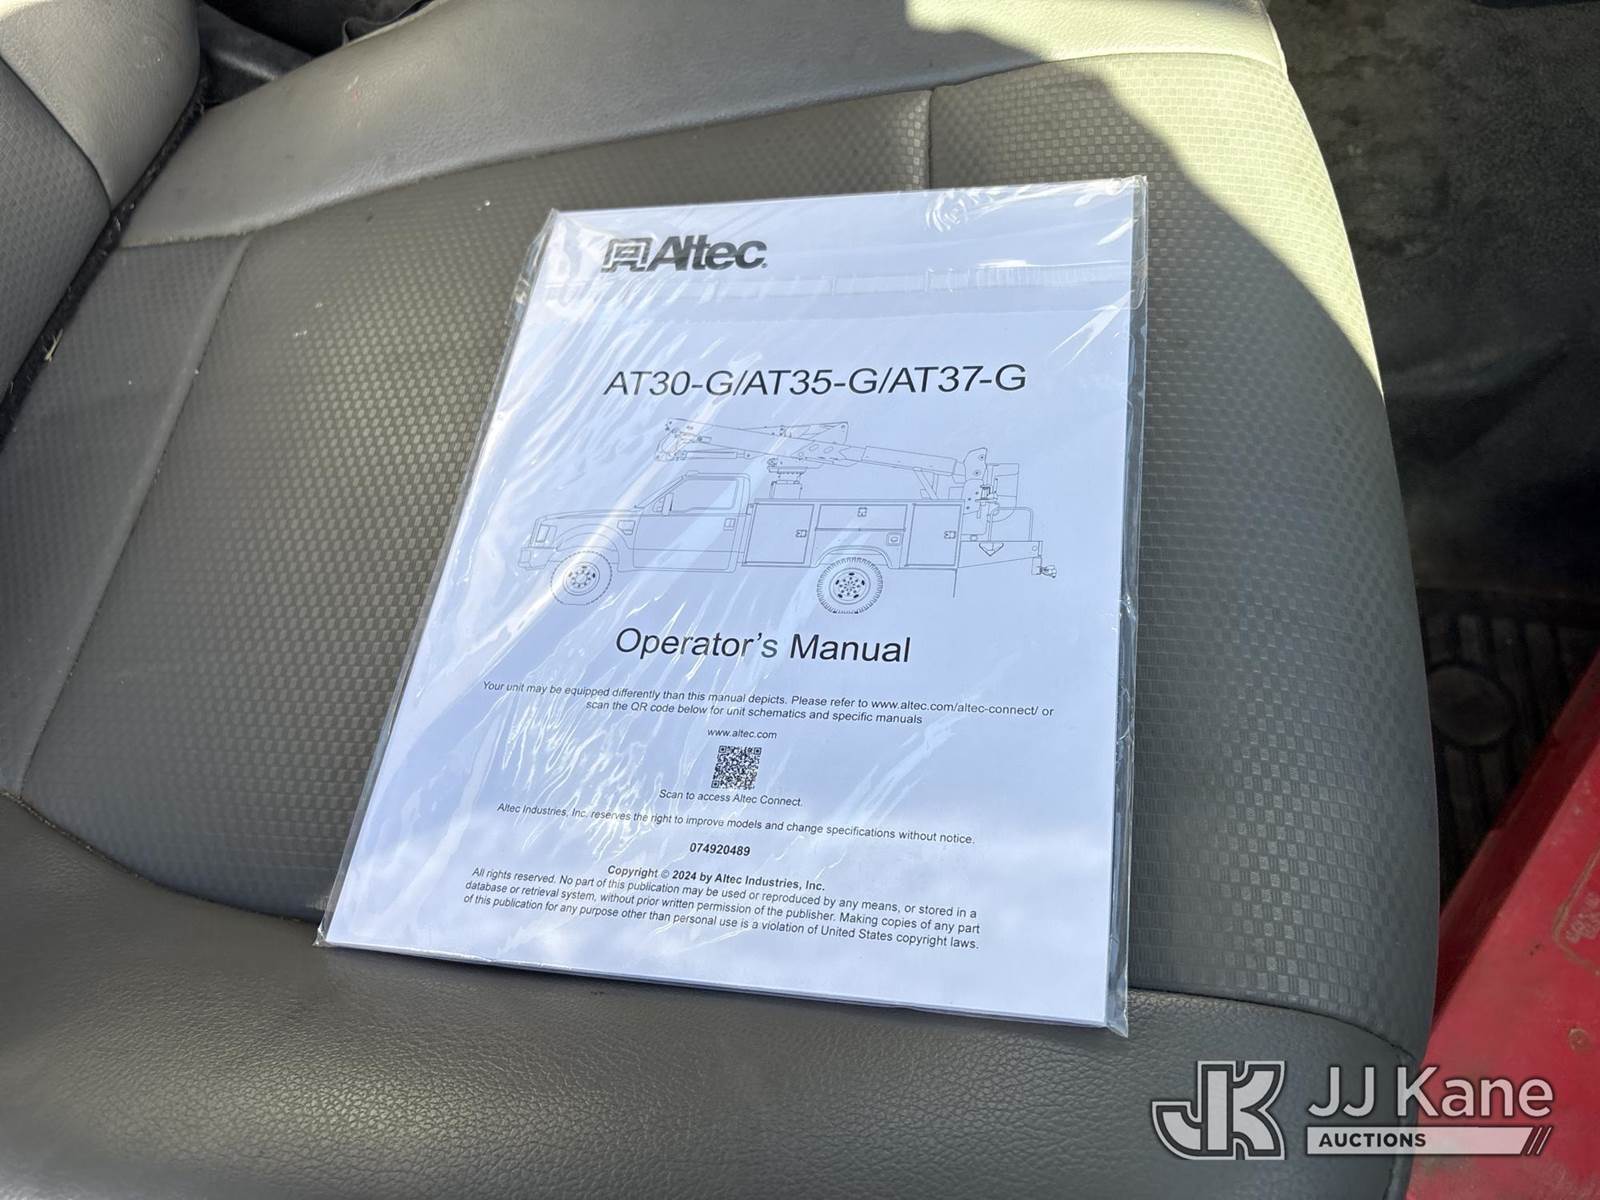 Altec
AT30-G/AT35-G/AT37-G
Operator's Manual
Your unit may be equipped differently than this manual depicts. Please refer to www.altec.com/altec-connect/ or
scan the QR code below for unit schematics and specific manuals
www.altec.com
Scan to access Altec Connect.
Altec Industries, Inc. reserves the right to improve models and change specifications without notice.
074920489
Copyright © 2024 by Altec Industries, Inc.
All rights reserved. No part of this publication may be used or reproduced by any means, or stored in a
database or retrieval system, without prior written permission of the publisher. Making copies of any part
of this publication for any purpose other than personal use is a violation of United States copyright laws.
JK JJ Kane
AUCTIONS